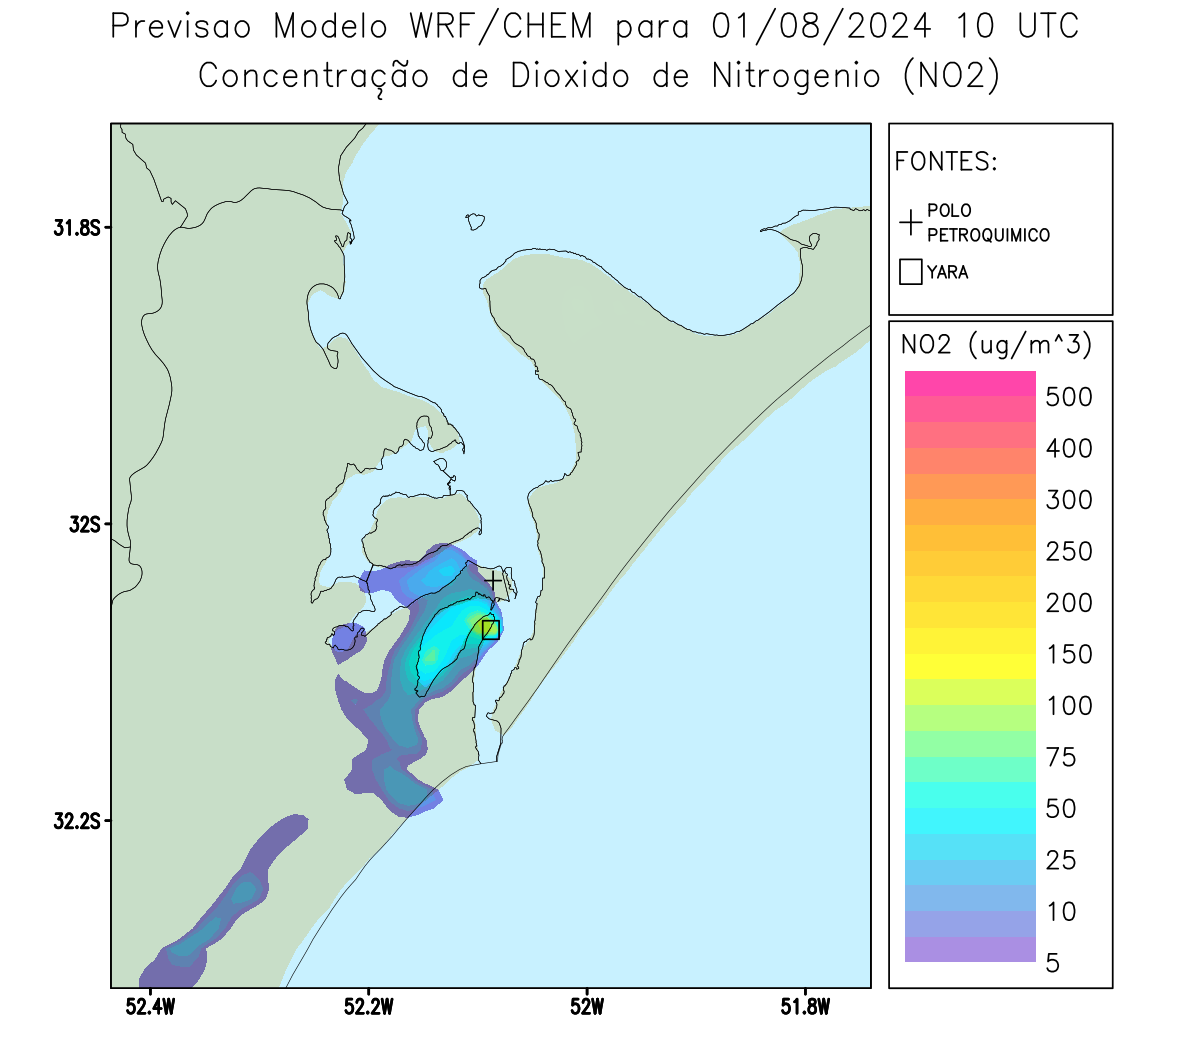 Previsao Modelo WRF/CHEM para 01/08/2024 10 UTC
Concentração de Dioxido de Nitrogenio (NO2)
FONTES:
POLO
PETROQUIMICO
YARA
NO2 (ug/m^3)
500
400
300
250
200
150
100
75
50
25
10
5
31.8S
32S
32.2S
52.4W
52.2W
52W
51.8W